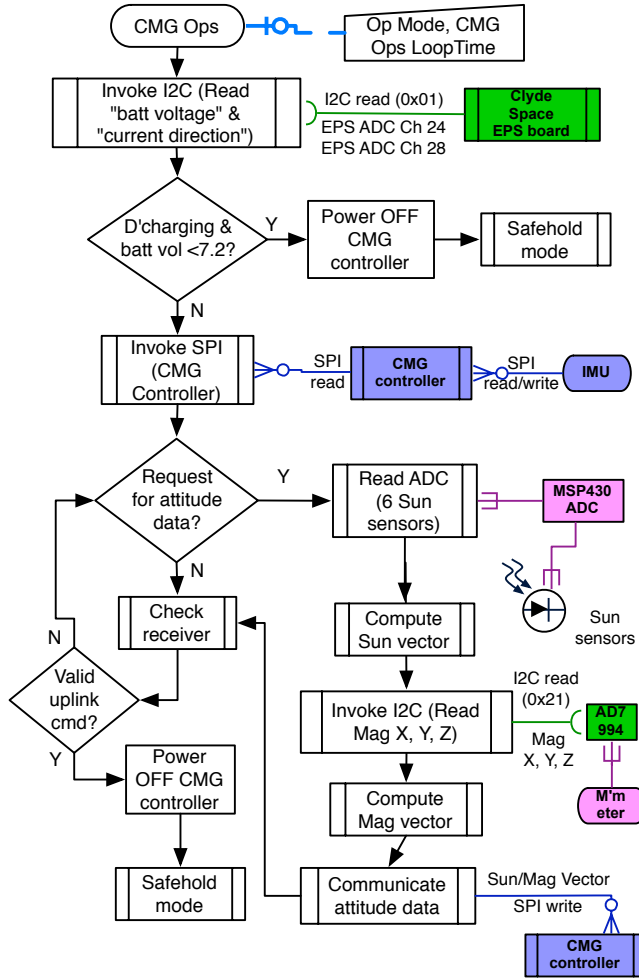 CMG Ops
Op Mode, CMG
Ops LoopTime
Invoke I2C (Read
"batt voltage" &
"current direction")
I2C read (0x01)
EPS ADC Ch 24
EPS ADC Ch 28
Clyde
Space
EPS board
D'charging &
batt vol <7.2?
Y
Power OFF
CMG
controller
Safehold
mode
N
Invoke SPI
(CMG
Controller)
SPI
read
CMG
controller
SPI
read/write
IMU
Request
for attitude
data?
Y
Read ADC
(6 Sun
sensors)
MSP430
ADC
N
Check
receiver
Compute
Sun vector
Sun
sensors
N
Valid
uplink
cmd?
Y
Invoke I2C (Read
Mag X, Y, Z)
I2C read
(0x21)
Mag
X, Y, Z
AD7
994
Power
OFF CMG
controller
Compute
Mag vector
M'm
eter
Safehold
mode
Communicate
attitude data
Sun/Mag Vector
SPI write
CMG
controller